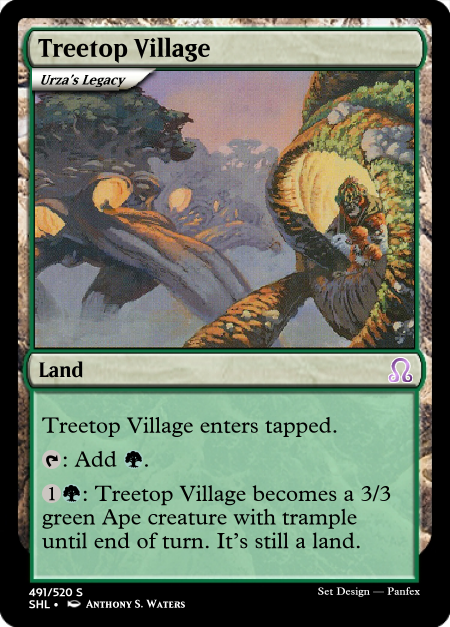 Treetop Village
Urza's Legacy
Land
Treetop Village enters tapped.
: Add .
1: Treetop Village becomes a 3/3
green Ape creature with trample
until end of turn. It's still a land.
491/520 S
Set Design — Panfex
SHL • Anthony S. Waters